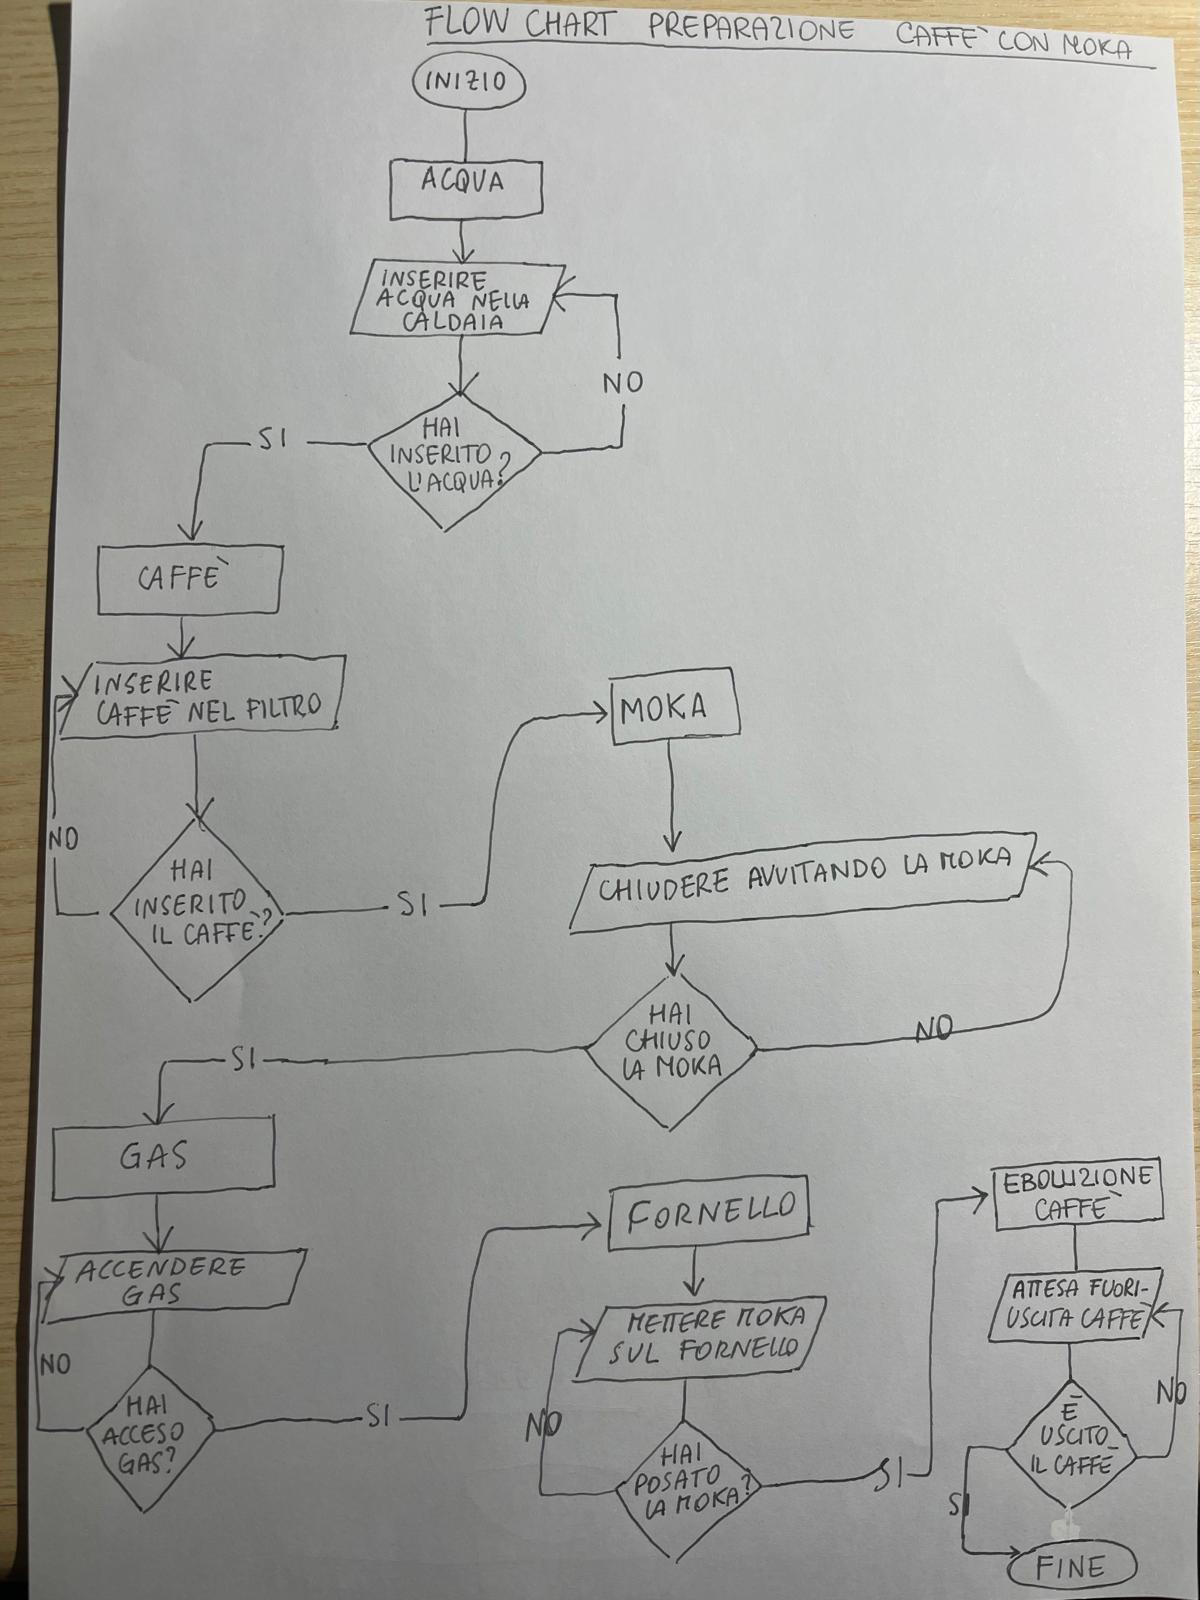 FLOW CHART PREPARAZIONE CAFFÈ CON MOKA
INIZIO
ACQUA
INSERIRE
ACQUA NELLA
CALDAIA
NO
HAI
INSERITO
L'ACQUA?
SI
CAFFÈ
INSERIRE
CAFFÈ NEL FILTRO
NO
HAI
INSERITO
IL CAFFÈ?
SI
MOKA
CHIUDERE AVVITANDO LA MOKA
HAI
CHIUSO
LA MOKA
NO
SI
GAS
ACCENDERE
GAS
NO
HAI
ACCESO
GAS?
SI
FORNELLO
METTERE MOKA
SUL FORNELLO
NO
HAI
POSATO
LA MOKA?
SI
EBOLLIZIONE
CAFFÈ
ATTESA FUORI-
USCITA CAFFÈ
NO
È
USCITO
IL CAFFÈ
SI
FINE